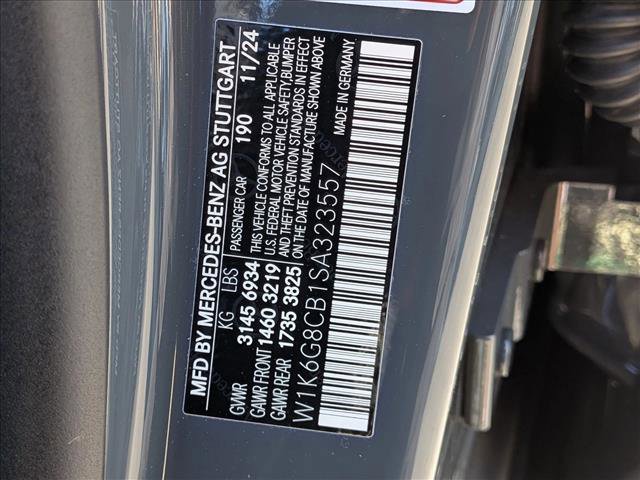 MFD BY MERCEDES-BENZ AG STUTTGART
KG LBS PASSENGER CAR 190 11/24
GVWR 3145 6934 THIS VEHICLE CONFORMS TO ALL APPLICABLE
GAWR FRONT 1460 3219 U.S. FEDERAL MOTOR VEHICLE SAFETY,BUMPER
GAWR REAR 1735 3825 AND THEFT PREVENTION STANDARDS IN EFFECT
ON THE DATE OF MANUFACTURE SHOWN ABOVE
W1K6G8CB1SA323557 MADE IN GERMANY